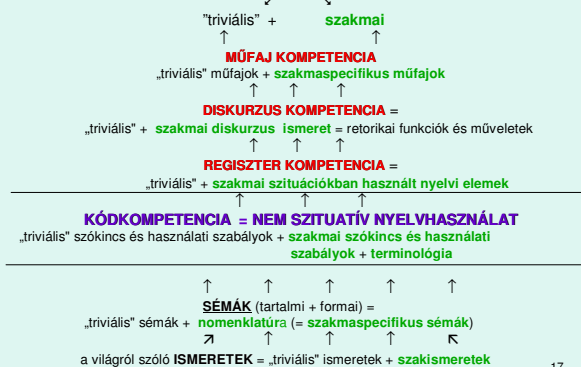 "triviális" + szakmai
↑ ↑
MŰFAJ KOMPETENCIA
„triviális" műfajok + szakmaspecifikus műfajok
↑ ↑ ↑
DISKURZUS KOMPETENCIA =
„triviális" + szakmai diskurzus ismeret = retorikai funkciók és műveletek
↑ ↑ ↑
REGISZTER KOMPETENCIA =
„triviális" + szakmai szituációkban használt nyelvi elemek
↑ ↑ ↑
KÓDKOMPETENCIA = NEM SZITUATÍV NYELVHASZNÁLAT
„triviális" szókincs és használati szabályok + szakmai szókincs és használati
szabályok + terminológia
↑ ↑ ↑ ↑ ↑
SÉMÁK (tartalmi + formai) =
„triviális" sémák + nomenklatúra (= szakmaspecifikus sémák)
↗ ↑ ↑ ↑ ↖
a világról szóló ISMERETEK = „triviális" ismeretek + szakismeretek
17